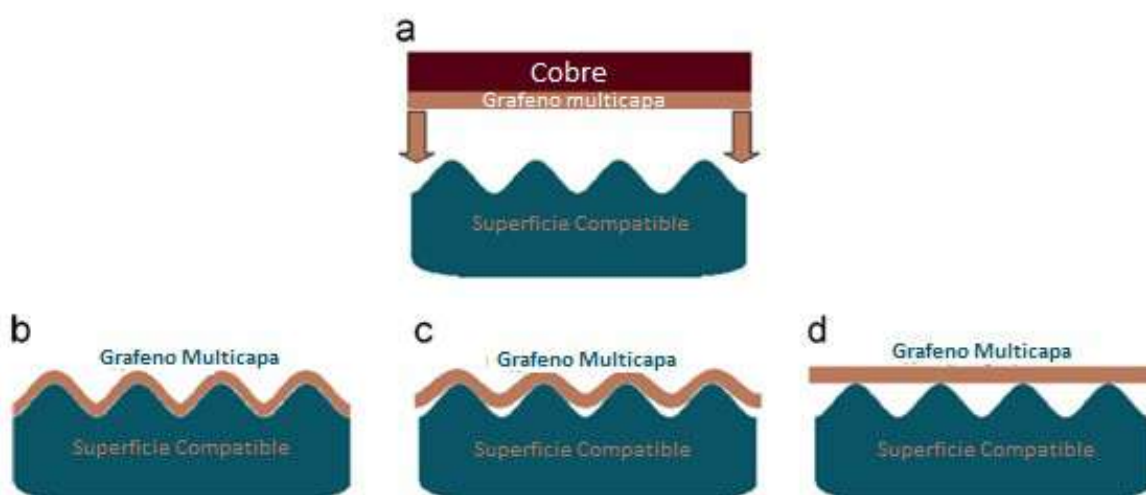 a
Cobre
Grafeno multicapa
Superficie Compatible
b
Grafeno Multicapa
Superficie Compatible
c
Grafeno Multicapa
Superficie Compatible
d
Grafeno Multicapa
Superficie Compatible